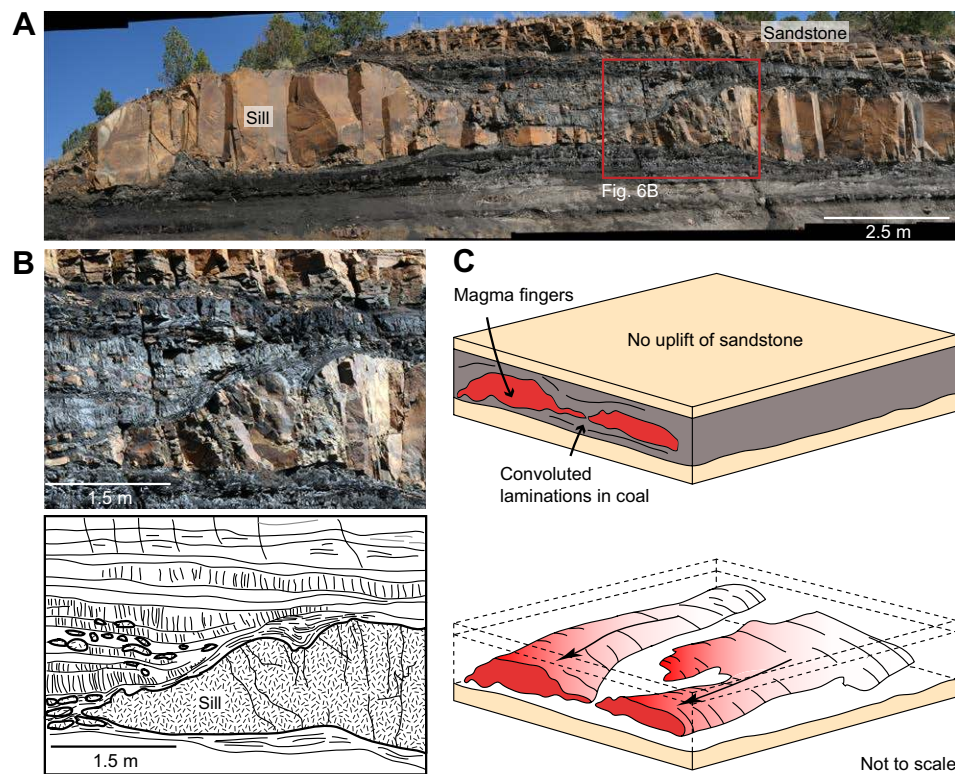 A
Sandstone
Sill
Fig. 6B
2.5 m
B
1.5 m
Sill
1.5 m
C
Magma fingers
No uplift of sandstone
Convoluted
laminations in coal
Not to scale